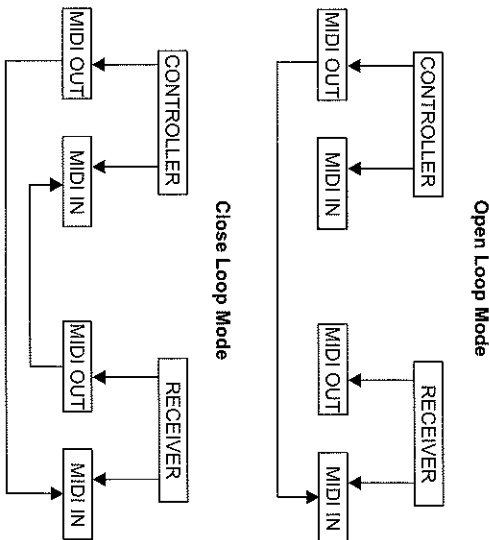 Open Loop Mode
CONTROLLER
RECEIVER
MIDI OUT
MIDI IN
MIDI OUT
MIDI IN
Close Loop Mode
CONTROLLER
RECEIVER
MIDI OUT
MIDI IN
MIDI OUT
MIDI IN